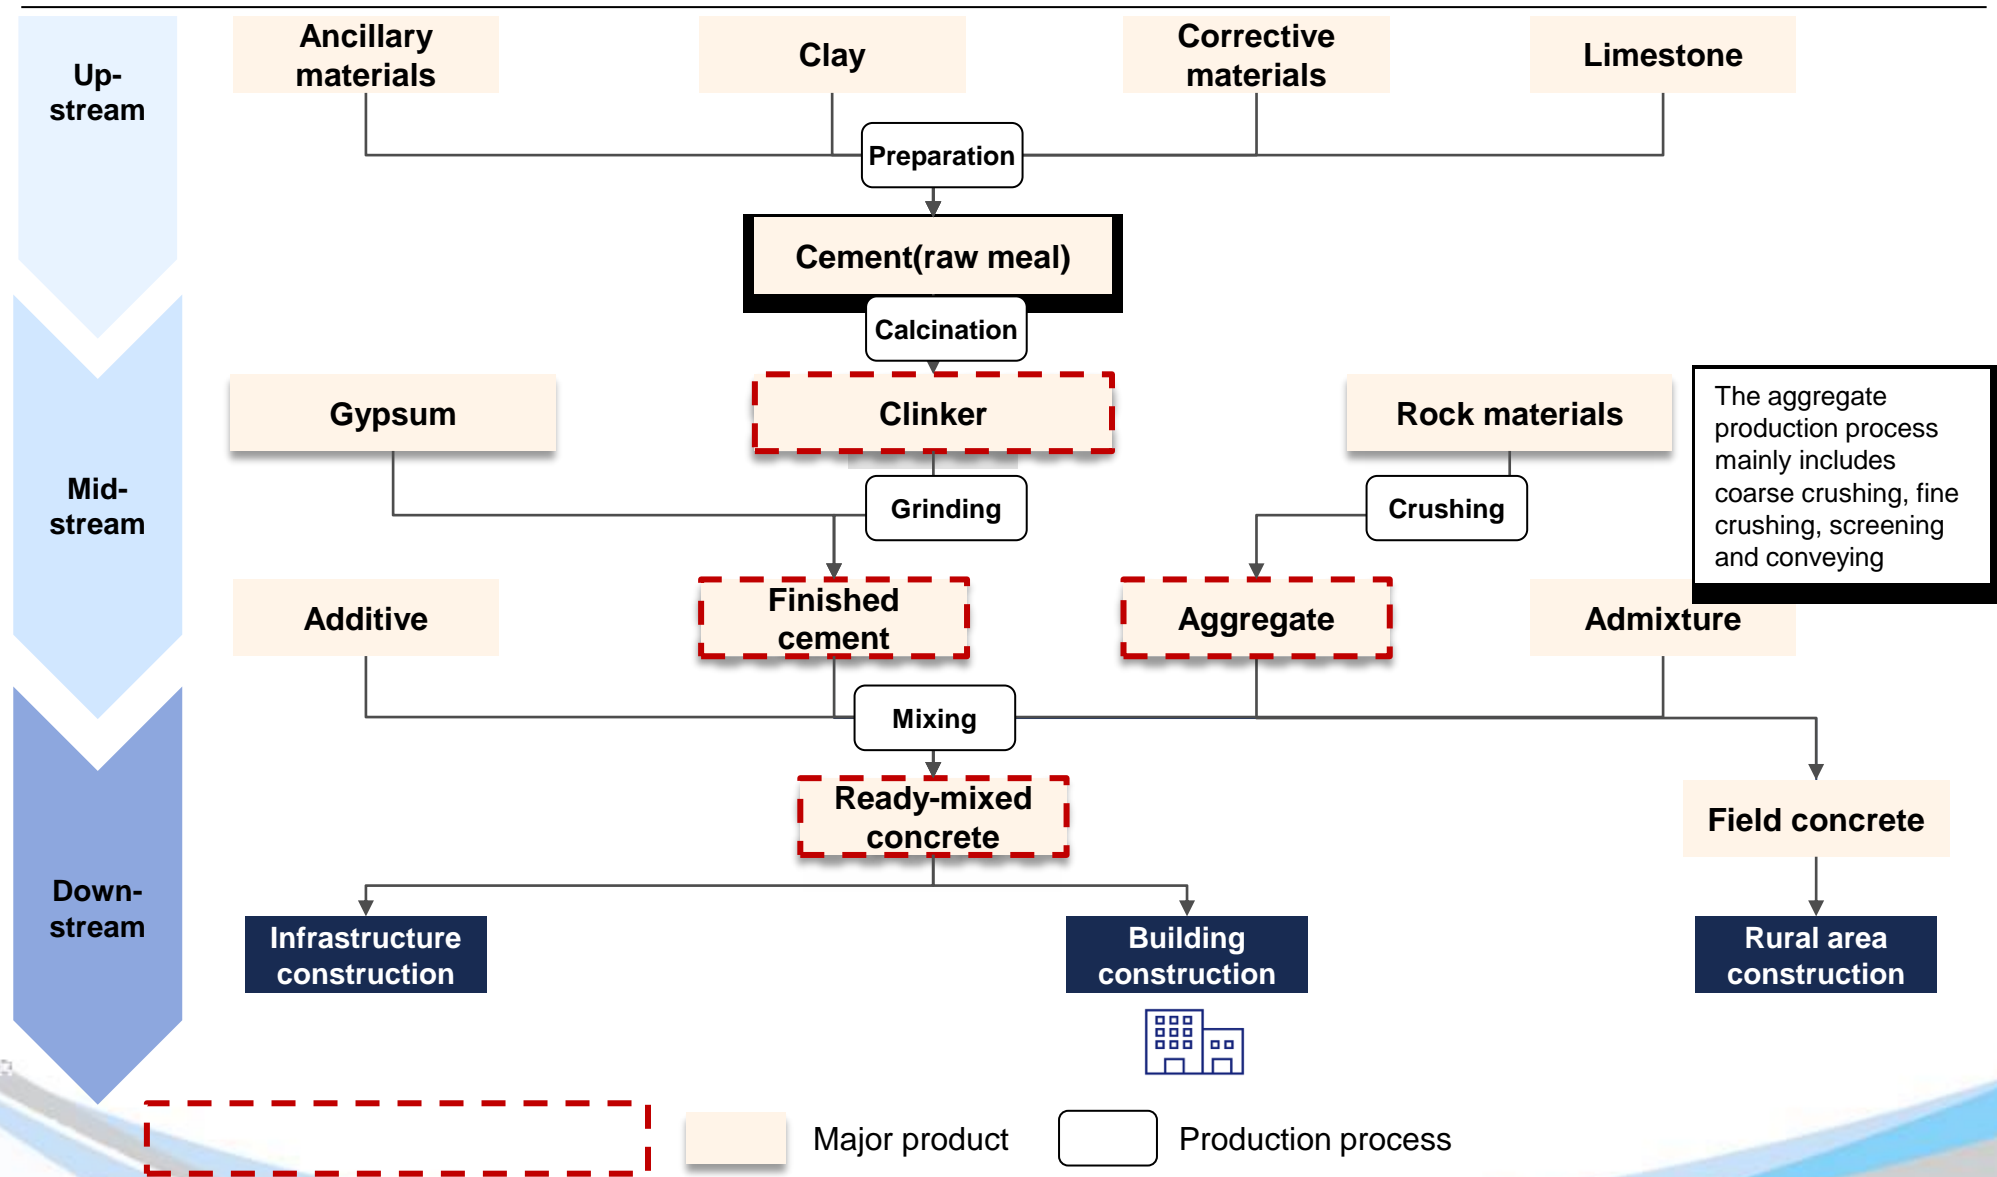 Up-
stream
Ancillary
materials
Clay
Corrective
materials
Limestone
Preparation
Cement(raw meal)
Calcination
Mid-
stream
Gypsum
Clinker
Rock materials
The aggregate
production process
mainly includes
coarse crushing, fine
crushing, screening
and conveying
Grinding
Crushing
Additive
Finished
cement
Aggregate
Admixture
Mixing
Down-
stream
Ready-mixed
concrete
Field concrete
Infrastructure
construction
Building
construction
Rural area
construction
Major product
Production process